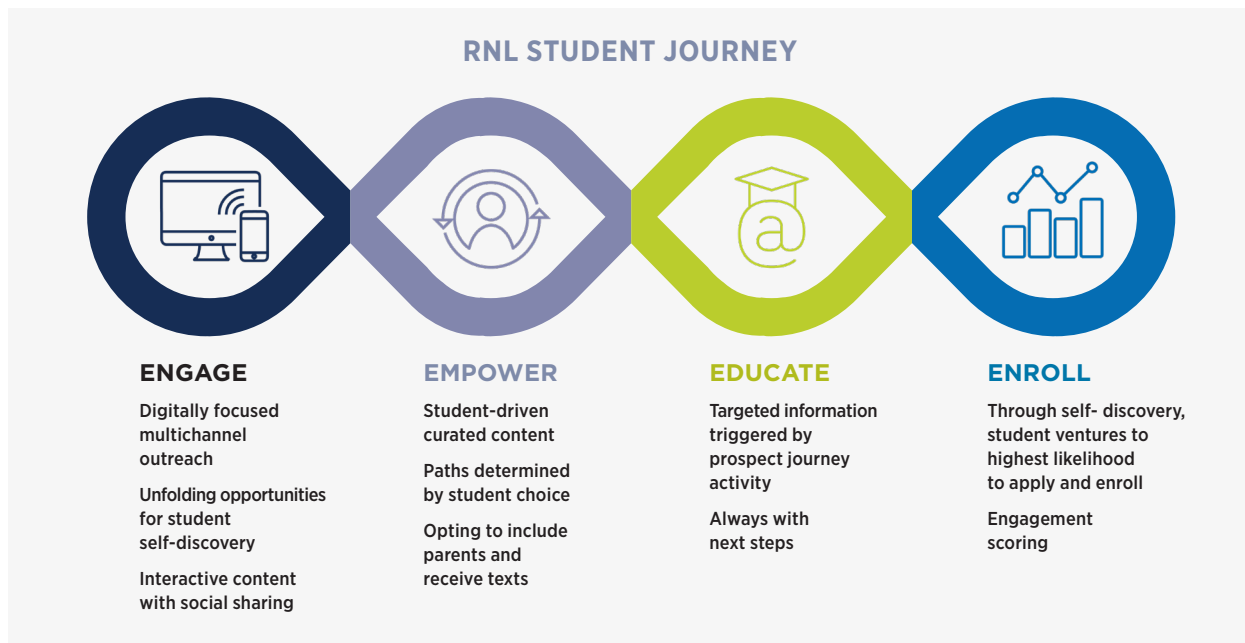 RNL STUDENT JOURNEY
ENGAGE
Digitally focused
multichannel
outreach
Unfolding opportunities
for student
self-discovery
Interactive content
with social sharing
EMPOWER
Student-driven
curated content
Paths determined
by student choice
Opting to include
parents and
receive texts
EDUCATE
Targeted information
triggered by
prospect journey
activity
Always with
next steps
ENROLL
Through self- discovery,
student ventures to
highest likelihood
to apply and enroll
Engagement
scoring